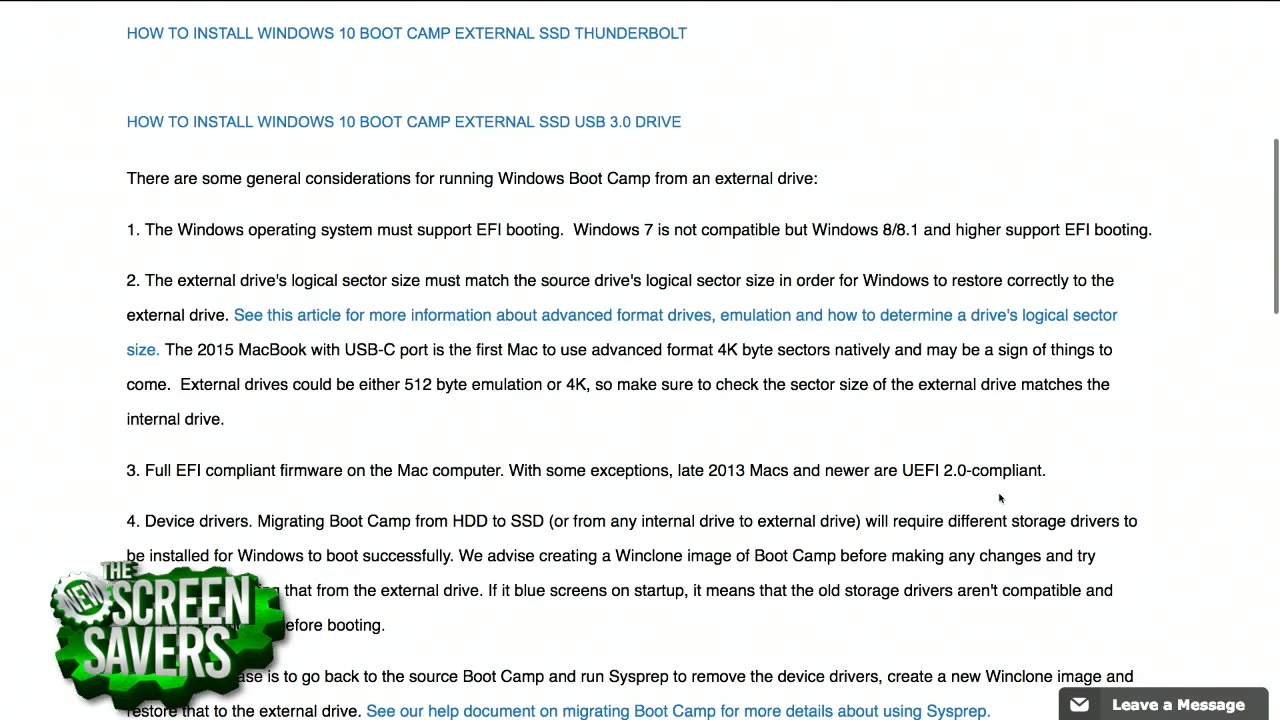 HOW TO INSTALL WINDOWS 10 BOOT CAMP EXTERNAL SSD THUNDERBOLT
HOW TO INSTALL WINDOWS 10 BOOT CAMP EXTERNAL SSD USB 3.0 DRIVE
There are some general considerations for running Windows Boot Camp from an external drive:
1. The Windows operating system must support EFI booting.  Windows 7 is not compatible but Windows 8/8.1 and higher support EFI booting.
2. The external drive's logical sector size must match the source drive's logical sector size in order for Windows to restore correctly to the
external drive. See this article for more information about advanced format drives, emulation and how to determine a drive's logical sector
size. The 2015 MacBook with USB-C port is the first Mac to use advanced format 4K byte sectors natively and may be a sign of things to
come.  External drives could be either 512 byte emulation or 4K, so make sure to check the sector size of the external drive matches the
internal drive.
3. Full EFI compliant firmware on the Mac computer. With some exceptions, late 2013 Macs and newer are UEFI 2.0-compliant.
4. Device drivers. Migrating Boot Camp from HDD to SSD (or from any internal drive to external drive) will require different storage drivers to
be installed for Windows to boot successfully. We advise creating a Winclone image of Boot Camp before making any changes and try
that from the external drive. If it blue screens on startup, it means that the old storage drivers aren't compatible and
before booting.
is to go back to the source Boot Camp and run Sysprep to remove the device drivers, create a new Winclone image and
restore that to the external drive. See our help document on migrating Boot Camp for more details about using Sysprep.
THE
NEW
SCREEN
SAVERS
Leave a Message